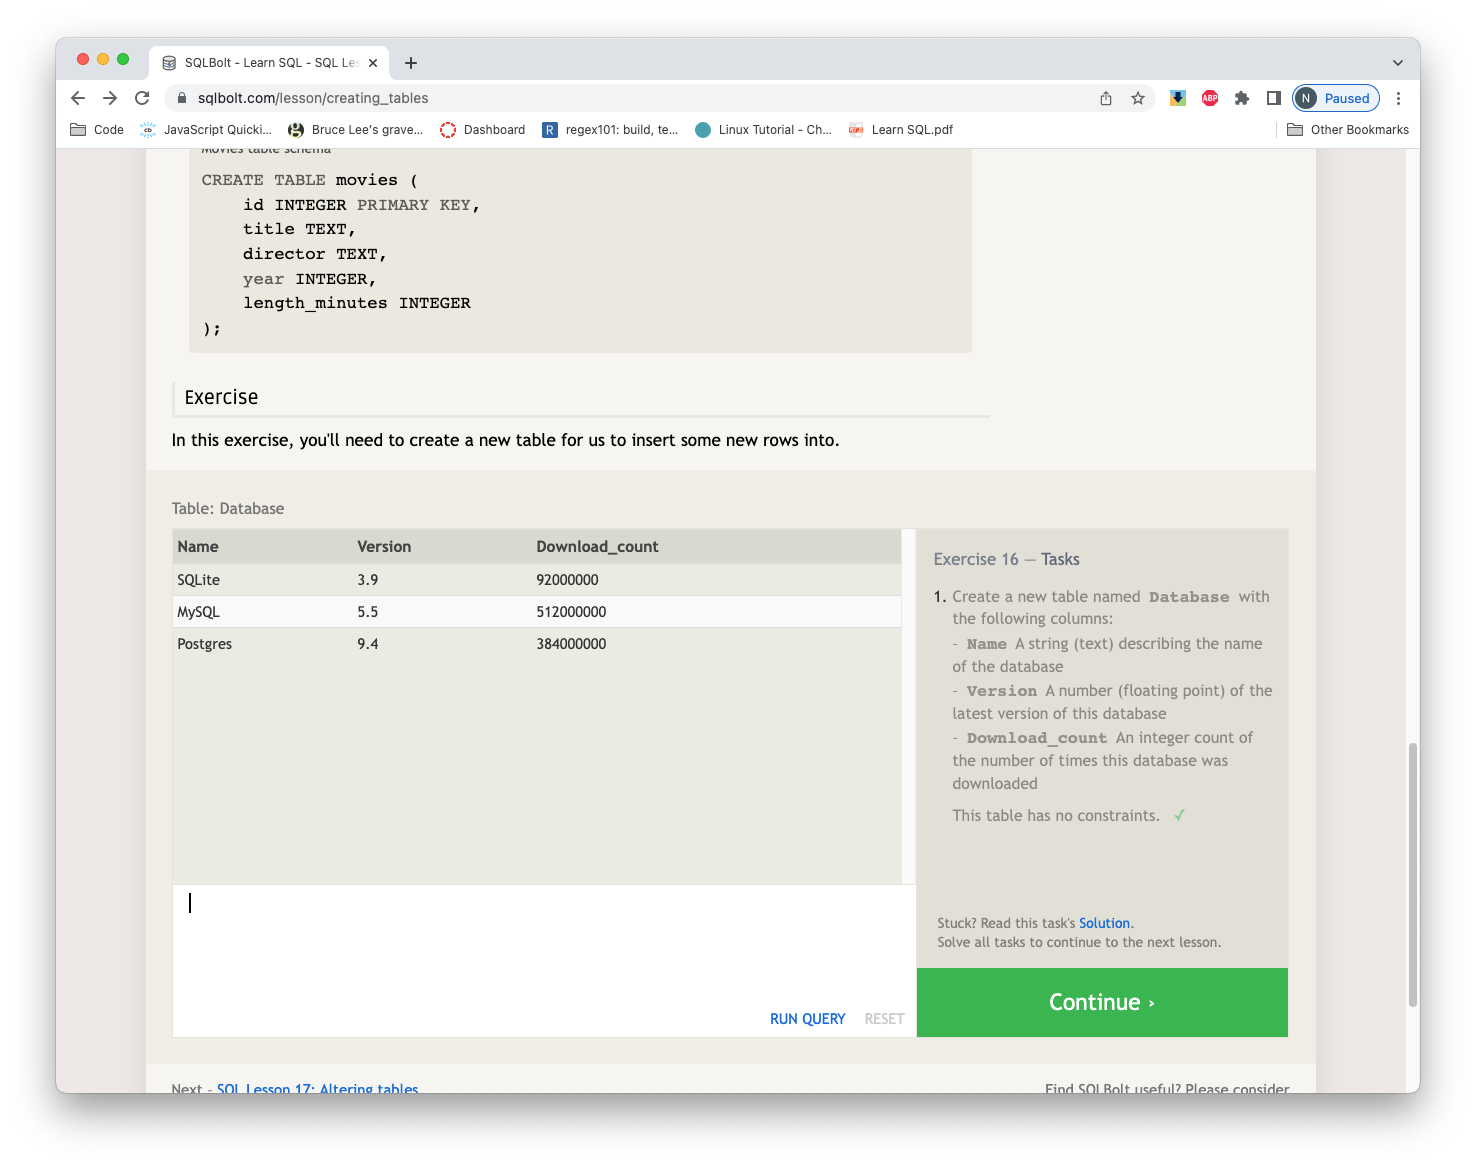 SQLBolt - Learn SQL - SQL Les
sqlbolt.com/lesson/creating_tables
ABP
N
Paused
Code
JavaScript Quicki...
Bruce Lee's grave...
Dashboard
R
regex101: build, te...
Linux Tutorial - Ch...
Learn SQL.pdf
Other Bookmarks
Movies table schema
CREATE TABLE movies (
id INTEGER PRIMARY KEY,
title TEXT,
director TEXT,
year INTEGER,
length_minutes INTEGER
);
Exercise
In this exercise, you'll need to create a new table for us to insert some new rows into.
Table: Database
Name Version Download_count
SQLite 3.9 92000000
MySQL 5.5 512000000
Postgres 9.4 384000000
RUN QUERY RESET
Exercise 16 — Tasks
1. Create a new table named Database with
the following columns:
- Name A string (text) describing the name
of the database
- Version A number (floating point) of the
latest version of this database
- Download_count An integer count of
the number of times this database was
downloaded
This table has no constraints. ✓
Stuck? Read this task's Solution.
Solve all tasks to continue to the next lesson.
Continue ›
Next – SQL Lesson 17: Altering tables
Find SQLBolt useful? Please consider